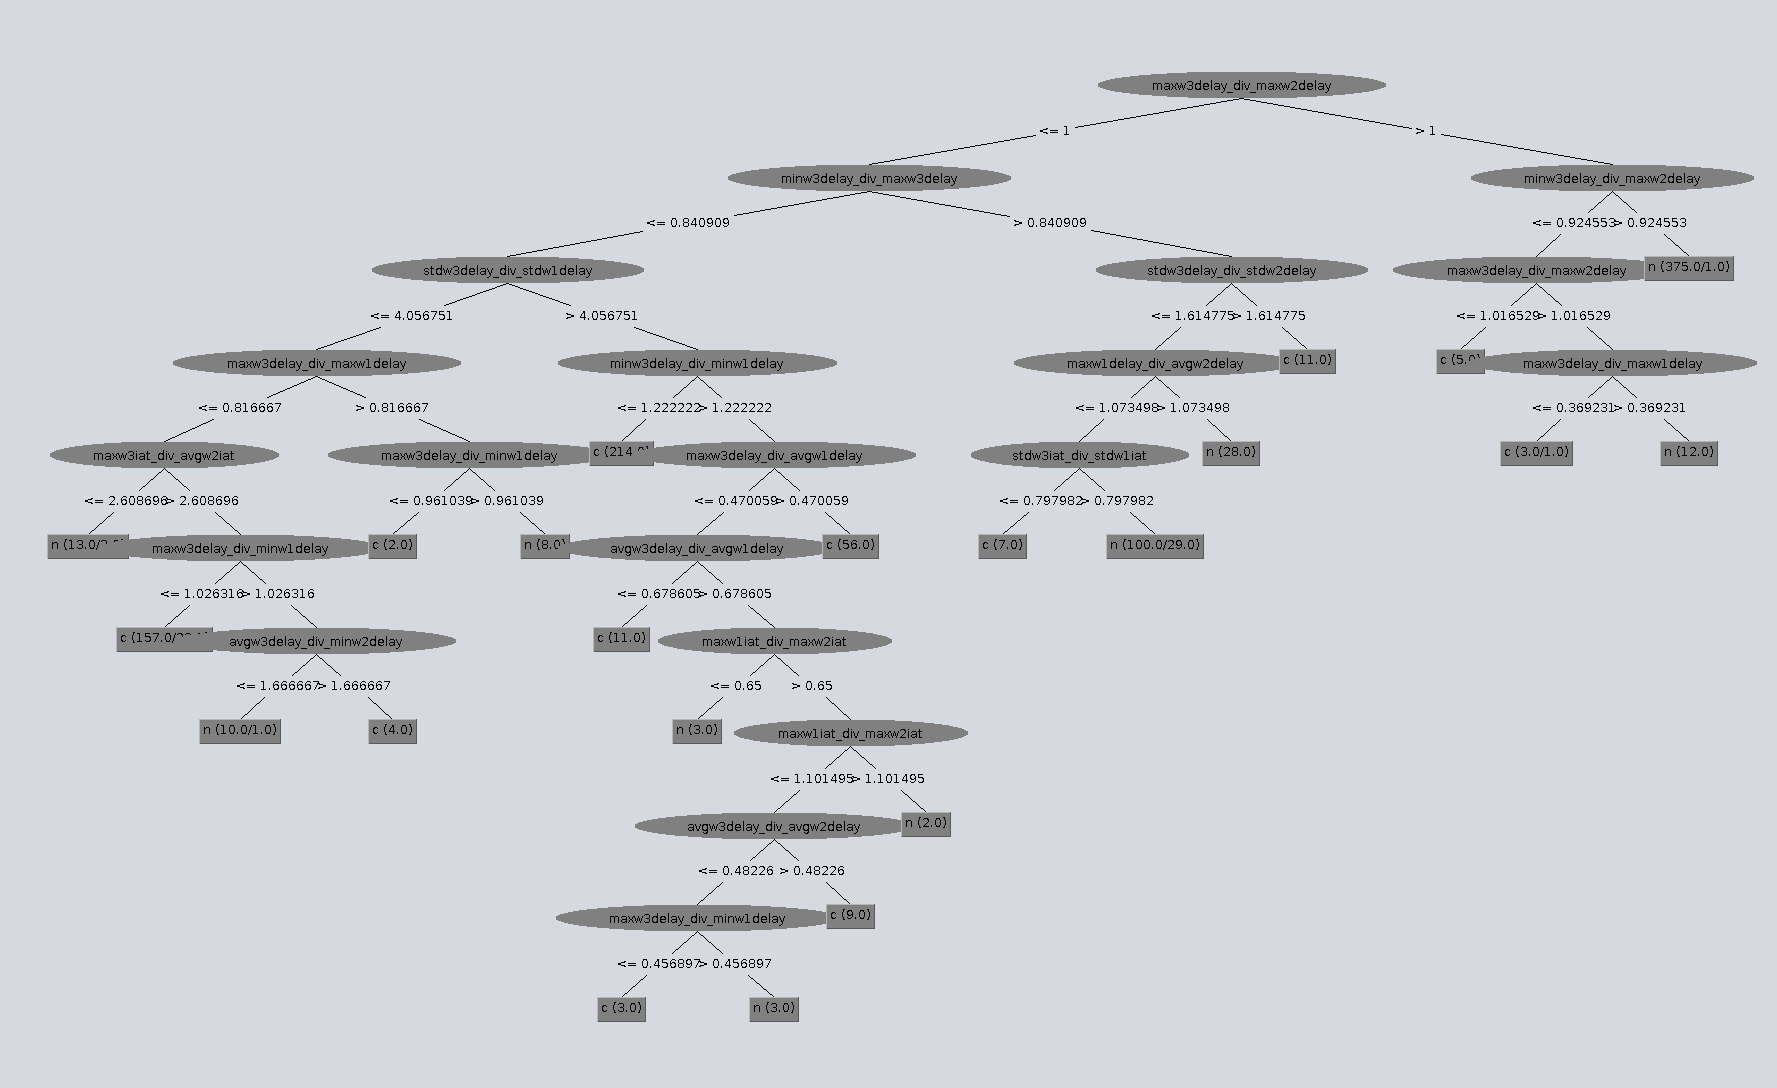 maxw3delay_div_maxw2delay
<= 1 > 1
minw3delay_div_maxw3delay minw3delay_div_maxw2delay
<= 0.840909 > 0.840909 <= 0.924553 > 0.924553
stdw3delay_div_stdw1delay stdw3delay_div_stdw2delay maxw3delay_div_maxw2delay n (375.0/1.0)
<= 4.056751 > 4.056751 <= 1.614775 > 1.614775 <= 1.016529 > 1.016529
maxw3delay_div_maxw1delay minw3delay_div_minw1delay maxw1delay_div_avgw2delay c (11.0) c (5.0) maxw3delay_div_maxw1delay
<= 0.816667 > 0.816667 <= 1.222222 > 1.222222 <= 1.073498 > 1.073498 <= 0.369231 > 0.369231
maxw3iat_div_avgw2iat maxw3delay_div_minw1delay c (214.0) maxw3delay_div_avgw1delay stdw3iat_div_stdw1iat n (28.0) c (3.0/1.0) n (12.0)
<= 2.608696 > 2.608696 <= 0.961039 > 0.961039 <= 0.470059 > 0.470059 <= 0.797982 > 0.797982
n (13.0/ maxw3delay_div_minw1delay c (2.0) n (8.0) avgw3delay_div_avgw1delay c (56.0) c (7.0) n (100.0/29.0)
<= 1.026316 > 1.026316 <= 0.678605 > 0.678605
c (157.0/ avgw3delay_div_minw2delay c (11.0) maxw1iat_div_maxw2iat
<= 1.666667 > 1.666667 <= 0.65 > 0.65
n (10.0/1.0) c (4.0) n (3.0) maxw1iat_div_maxw2iat
<= 1.101495 > 1.101495
avgw3delay_div_avgw2delay n (2.0)
<= 0.48226 > 0.48226
maxw3delay_div_minw1delay c (9.0)
<= 0.456897 > 0.456897
c (3.0) n (3.0)